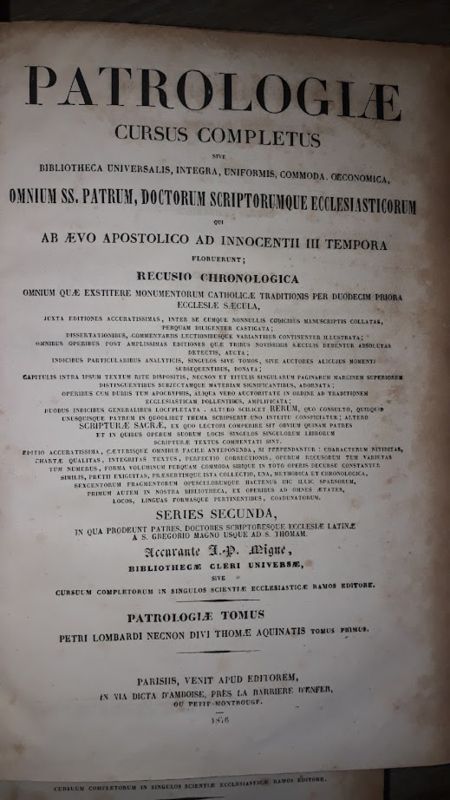 PATROLOGIÆ
CURSUS COMPLETUS
SIVE
BIBLIOTHECA UNIVERSALIS, INTEGRA, UNIFORMIS, COMMODA, OECONOMICA,
OMNIUM SS. PATRUM, DOCTORUM SCRIPTORUMQUE ECCLESIASTICORUM
QUI
AB ÆVO APOSTOLICO AD INNOCENTII III TEMPORA
FLORUERUNT;
RECUSIO CHRONOLOGICA
OMNIUM QUÆ EXSTITERE MONUMENTORUM CATHOLICÆ TRADITIONIS PER DUODECIM PRIORA
ECCLESIÆ SÆCULA,
JUXTA EDITIONES ACCURATISSIMAS, INTER SE CUMQUE NONNULLIS CODICIBUS MANUSCRIPTIS COLLATAS,
PERQUAM DILIGENTER CASTIGATA;
DISSERTATIONIBUS, COMMENTARIIS LECTIONIBUSQUE VARIANTIBUS CONTINENTER ILLUSTRATA;
OMNIBUS OPERIBUS POST AMPLISSIMAS EDITIONES QUÆ TRIBUS NOVISSIMIS SÆCULIS DEBENTUR ABSOLUTAS
DETECTIS, AUCTA;
INDICIBUS PARTICULARIBUS ANALYTICIS, SINGULOS SIVE TOMOS, SIVE AUCTORES ALICUJUS MOMENTI
SUBSEQUENTIBUS, DONATA;
CAPITULIS INTRA IPSUM TEXTUM RITE DISPOSITIS, NECNON ET TITULIS SINGULARUM PAGINARUM MARGINEM SUPERIOREM
DISTINGUENTIBUS SUBJECTAMQUE MATERIAM SIGNIFICANTIBUS, ADORNATA;
OPERIBUS CUM DUBIIS TUM APOCRYPHIS, ALIQUA VERO AUCTORITATE IN ORDINE AD TRADITIONEM
ECCLESIASTICAM POLLENTIBUS, AMPLIFICATA;
DUOBUS INDICIBUS GENERALIBUS LOCUPLETATA : ALTERO SCILICET RERUM, QUO CONSULTO, QUIDQUID
UNUSQUISQUE PATRUM IN QUODLIBET THEMA SCRIPSERIT UNO INTUITU CONSPICIATUR; ALTERO
SCRIPTURÆ SACRÆ, EX QUO LECTORI COMPERIRE SIT OBVIUM QUINAM PATRES
ET IN QUIBUS OPERUM SUORUM LOCIS SINGULOS SINGULORUM LIBRORUM
SCRIPTURÆ TEXTUS COMMENTATI SINT.
EDITIO ACCURATISSIMA, CÆTERISQUE OMNIBUS FACILE ANTEPONENDA, SI PERPENDANTUR : CHARACTERUM NITIDITAS,
CHARTÆ QUALITAS, INTEGRITAS TEXTUS, PERFECTIO CORRECTIONIS, OPERUM RECUSORUM TUM VARIETAS
TUM NUMERUS, FORMA VOLUMINUM PERQUAM COMMODA SIBIQUE IN TOTO OPERIS DECURSU CONSTANTER
SIMILIS, PRETII EXIGUITAS, PRÆSERTIMQUE ISTA COLLECTIO, UNA, METHODICA ET CHRONOLOGICA,
SEXCENTORUM FRAGMENTORUM OPUSCULORUMQUE HACTENUS HIC ILLIC SPARSORUM,
PRIMUM AUTEM IN NOSTRA BIBLIOTHECA, EX OPERIBUS AD OMNES ÆTATES,
LOCOS, LINGUAS FORMASQUE PERTINENTIBUS, COADUNATORUM.
SERIES SECUNDA,
IN QUA PRODEUNT PATRES, DOCTORES SCRIPTORESQUE ECCLESIÆ LATINÆ
A S. GREGORIO MAGNO USQUE AD S. THOMAM.
Accurante J.-P. Migne,
BIBLIOTHECÆ CLERI UNIVERSÆ,
SIVE
CURSUUM COMPLETORUM IN SINGULOS SCIENTIÆ ECCLESIASTICÆ RAMOS EDITORE.
PATROLOGIÆ TOMUS
PETRI LOMBARDI NECNON DIVI THOMÆ AQUINATIS TOMUS PRIMUS.
PARISIIS, VENIT APUD EDITOREM,
IN VIA DICTA D'AMBOISE, PRÈS LA BARRIERE D'ENFER,
OU PETIT-MONTROUGE.
CURSUUM COMPLETORUM IN SINGULOS SCIENTIÆ ECCLESIASTICÆ RAMOS EDITORE.